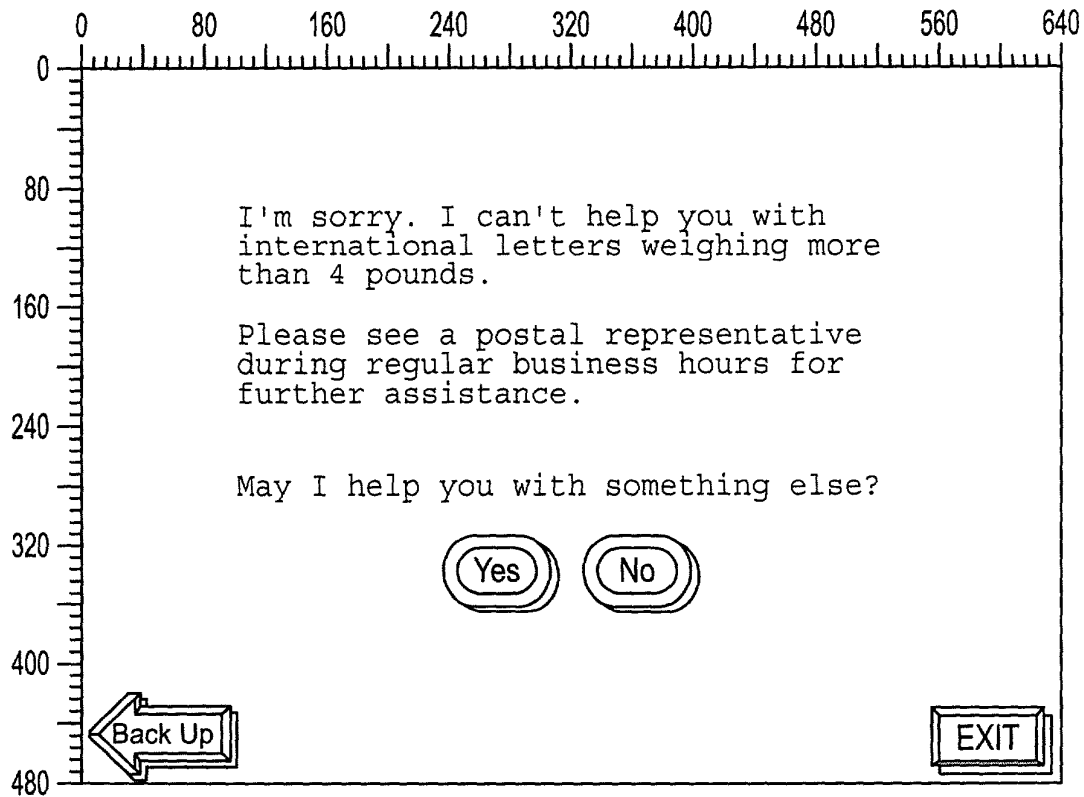 0 80 160 240 320 400 480 560 640
0
80
I'm sorry. I can't help you with
international letters weighing more
than 4 pounds.
160
Please see a postal representative
during regular business hours for
further assistance.
240
May I help you with something else?
320
Yes No
400
Back Up EXIT
480